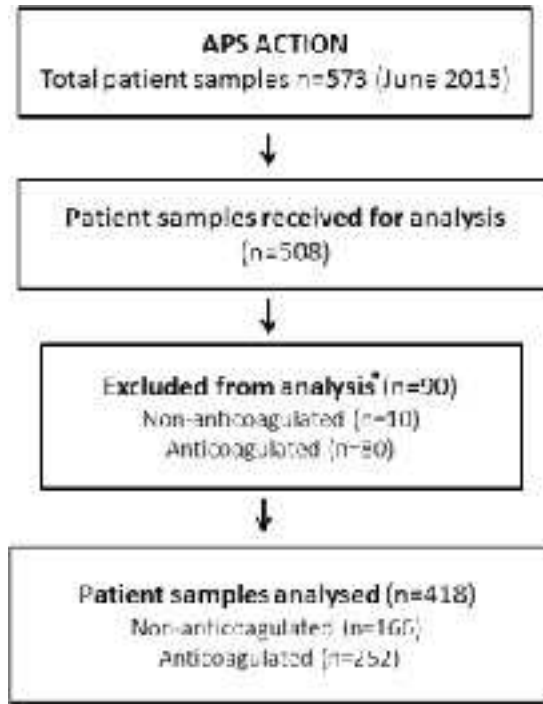 APS ACTION
Total patient samples n=573 (June 2015)
Patient samples received for analysis
(n=508)
Excluded from analysis* (n=90)
Non-anticoagulated (n=10)
Anticoagulated (n=80)
Patient samples analysed (n=418)
Non-anticoagulated (n=166)
Anticoagulated (n=252)